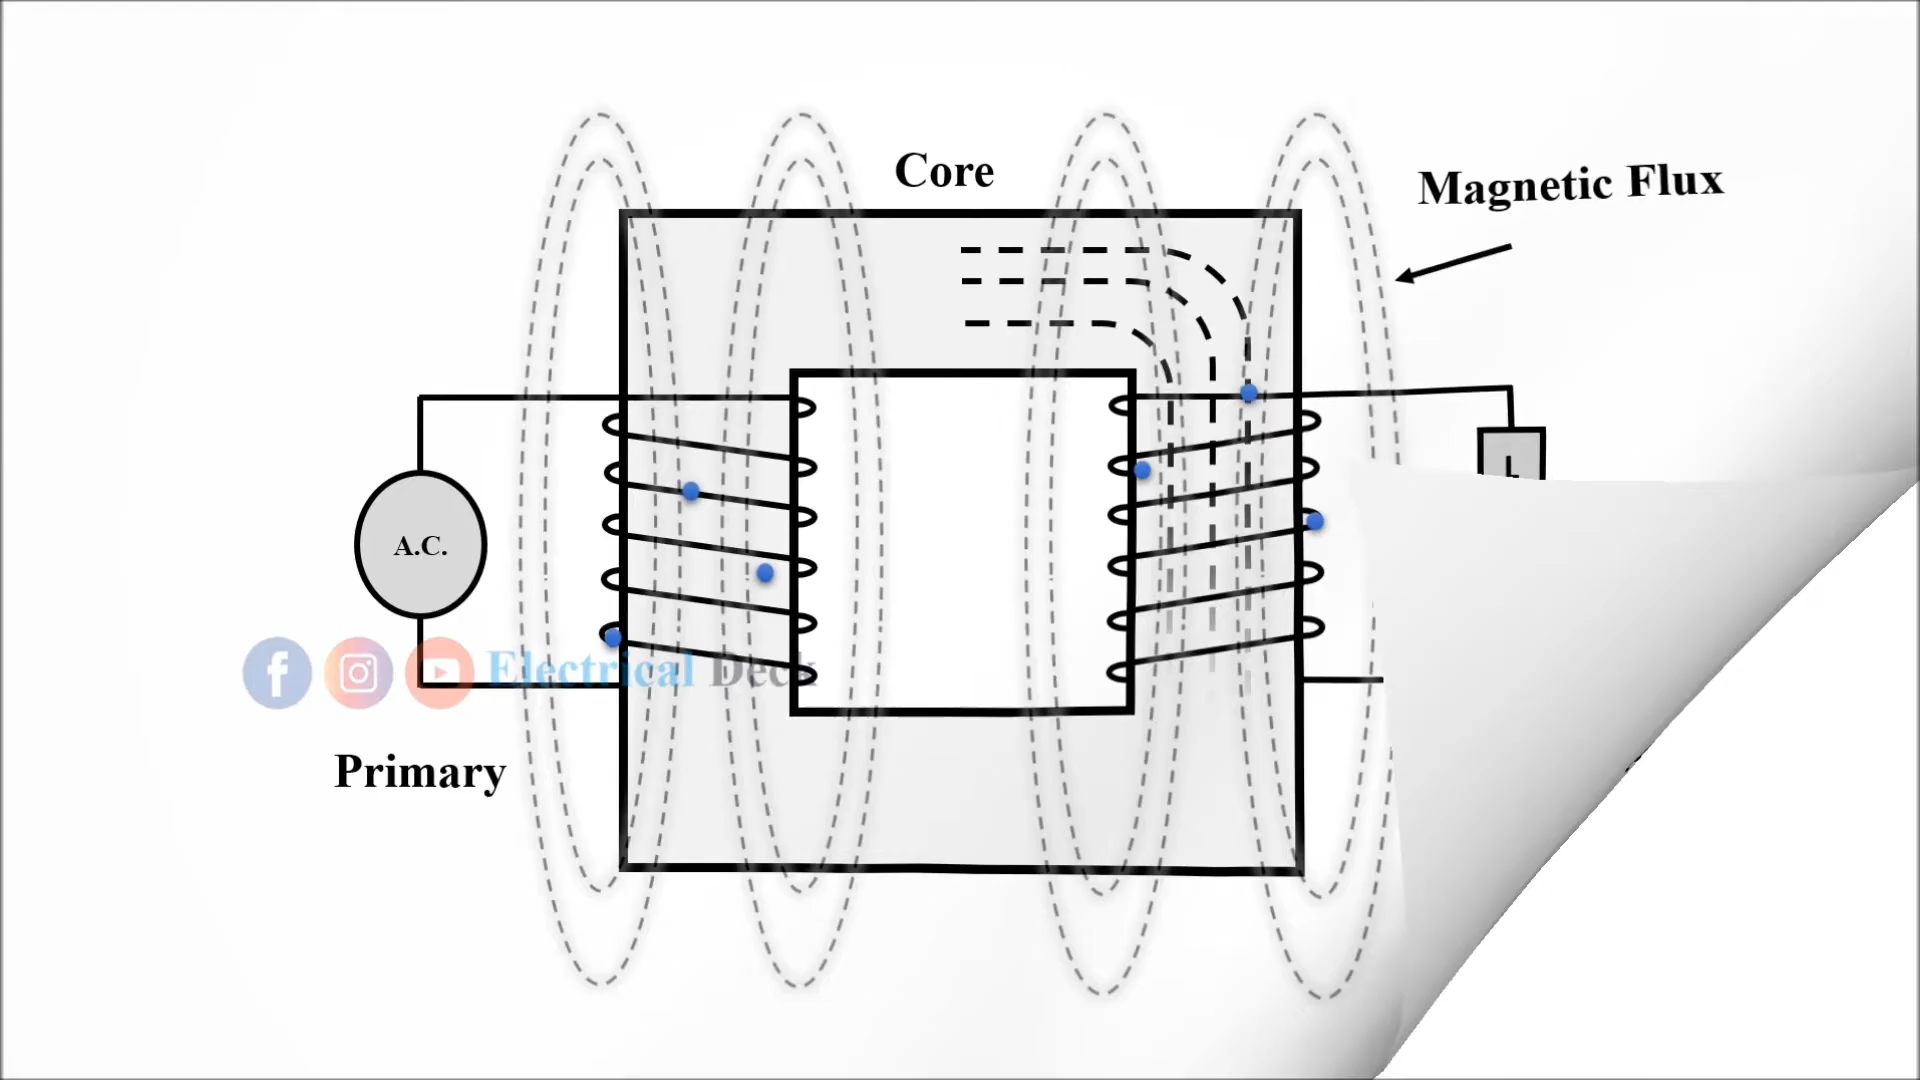 Core
Magnetic Flux
A.C.
Electrical Deck
Primary